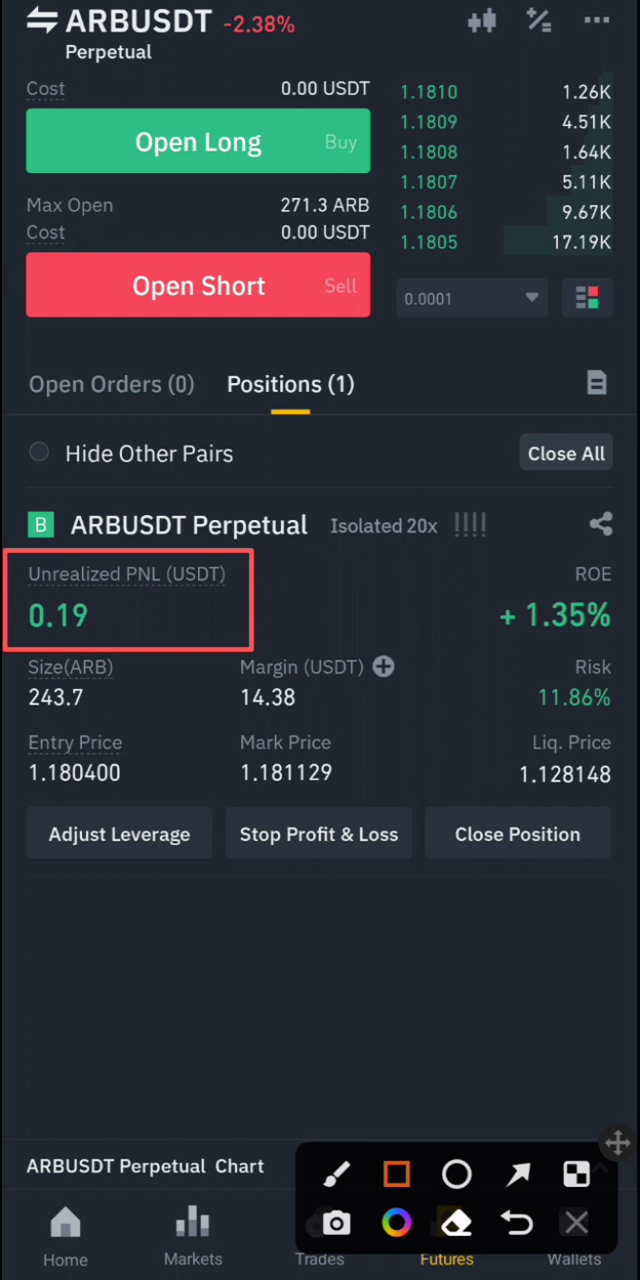 ARBUSDT -2.38%
Perpetual
Cost 0.00 USDT
Open Long Buy
Max Open 271.3 ARB
Cost 0.00 USDT
Open Short Sell
1.1810 1.26K
1.1809 4.51K
1.1808 1.64K
1.1807 5.11K
1.1806 9.67K
1.1805 17.19K
0.0001
Open Orders (0) Positions (1)
Hide Other Pairs Close All
B ARBUSDT Perpetual Isolated 20x
Unrealized PNL (USDT) ROE
0.19 + 1.35%
Size(ARB) Margin (USDT) Risk
243.7 14.38 11.86%
Entry Price Mark Price Liq. Price
1.180400 1.181129 1.128148
Adjust Leverage Stop Profit & Loss Close Position
ARBUSDT Perpetual Chart
Home Markets Trades Futures Wallets